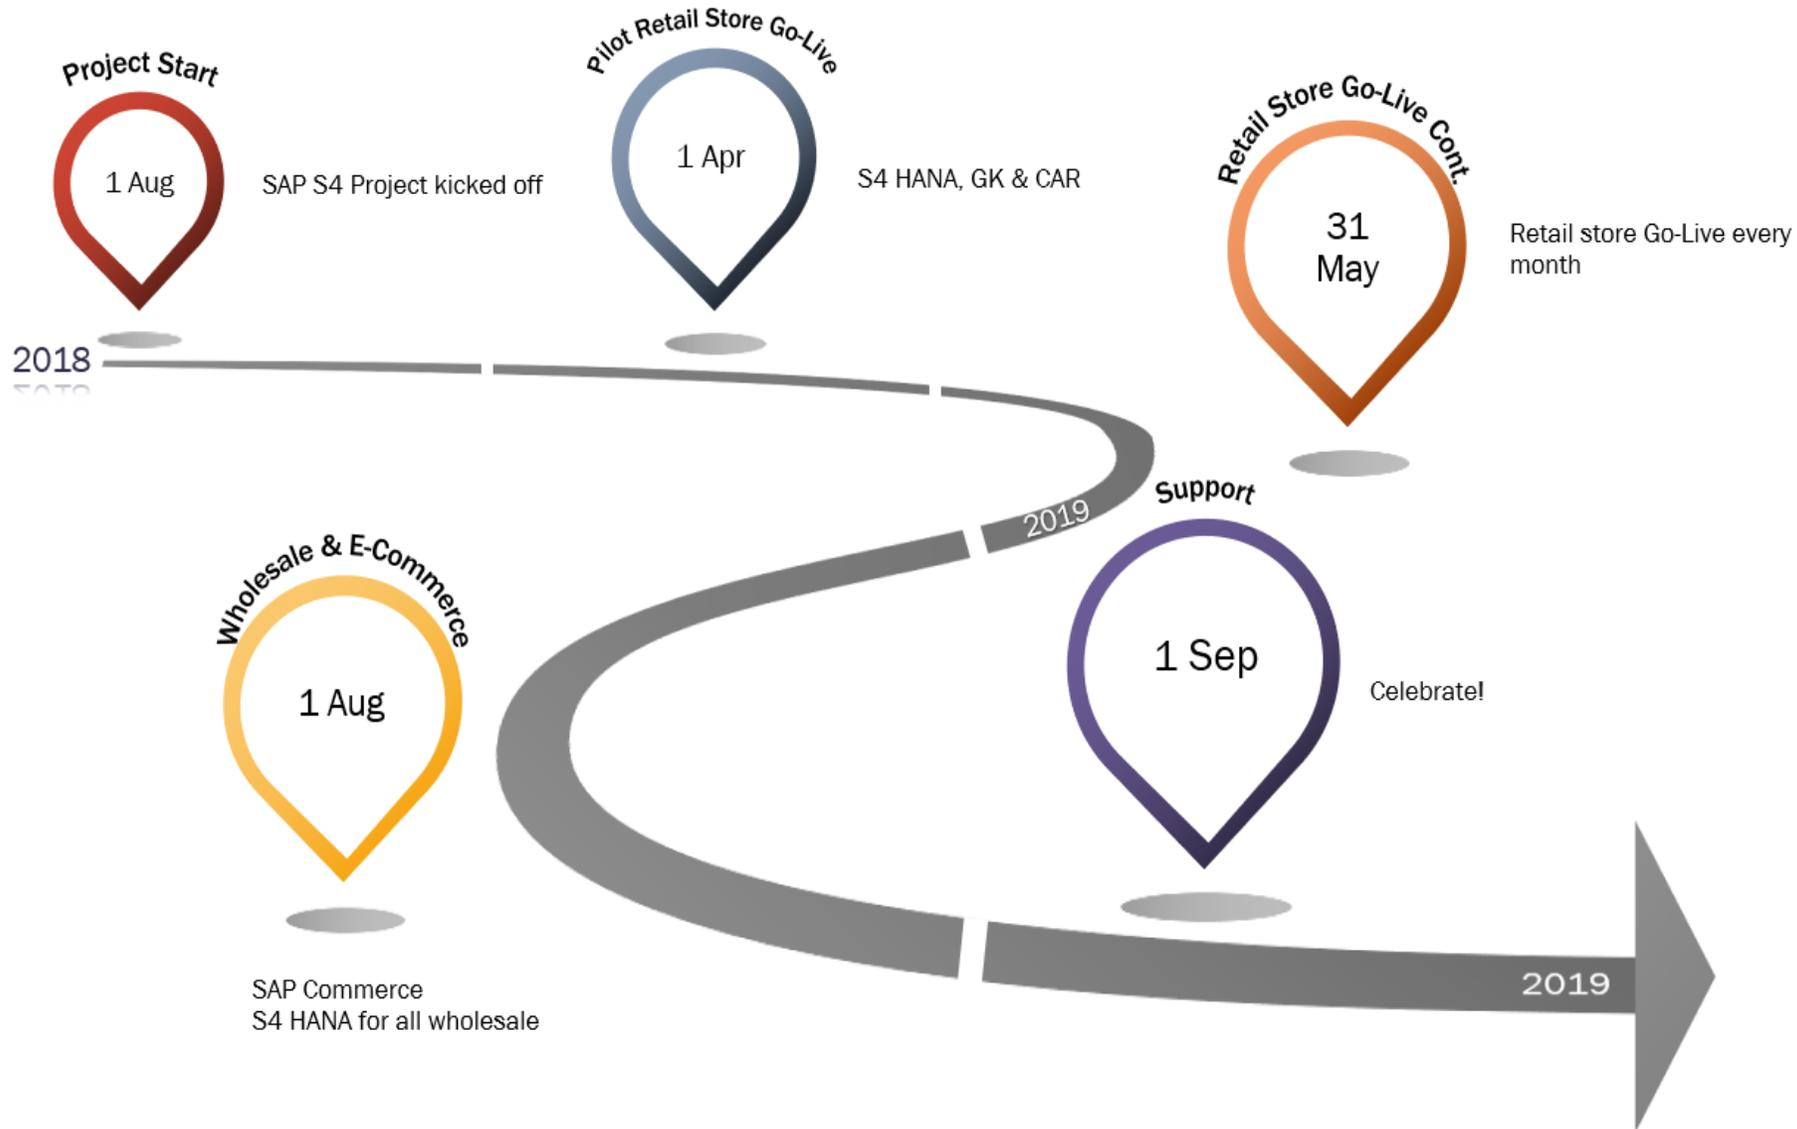 Project Start
1 Aug
SAP S4 Project kicked off
Pilot Retail Store Go-Live
1 Apr
S4 HANA, GK & CAR
Retail Store Go-Live Cont.
31
May
Retail store Go-Live every
month
2018
2019
Support
1 Sep
Celebrate!
Wholesale & E-Commerce
1 Aug
SAP Commerce
S4 HANA for all wholesale
2019